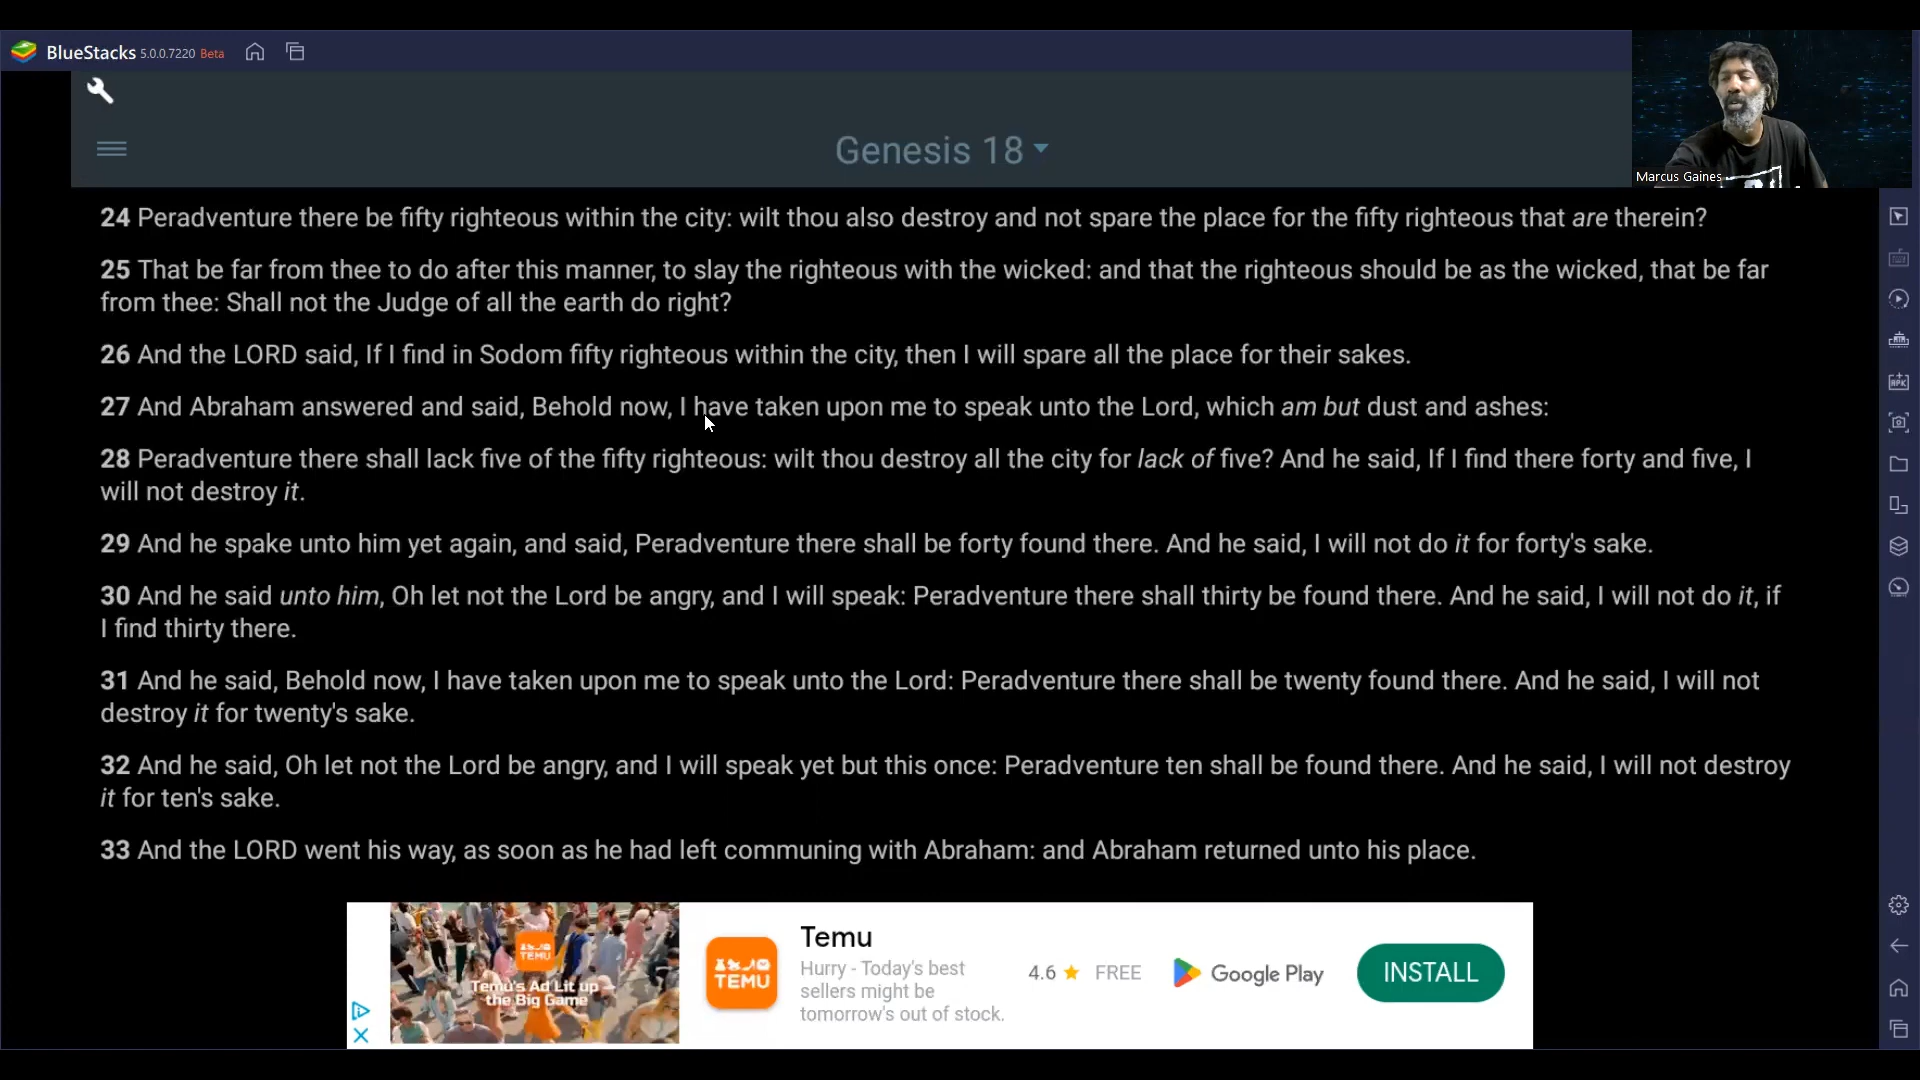 BlueStacks 5.0.0.7220 Beta
Marcus Gaines
Genesis 18
24 Peradventure there be fifty righteous within the city: wilt thou also destroy and not spare the place for the fifty righteous that are therein?
25 That be far from thee to do after this manner, to slay the righteous with the wicked: and that the righteous should be as the wicked, that be far
from thee: Shall not the Judge of all the earth do right?
26 And the LORD said, If I find in Sodom fifty righteous within the city, then I will spare all the place for their sakes.
27 And Abraham answered and said, Behold now, I have taken upon me to speak unto the Lord, which am but dust and ashes:
28 Peradventure there shall lack five of the fifty righteous: wilt thou destroy all the city for lack of five? And he said, If I find there forty and five, I
will not destroy it.
29 And he spake unto him yet again, and said, Peradventure there shall be forty found there. And he said, I will not do it for forty's sake.
30 And he said unto him, Oh let not the Lord be angry, and I will speak: Peradventure there shall thirty be found there. And he said, I will not do it, if
I find thirty there.
31 And he said, Behold now, I have taken upon me to speak unto the Lord: Peradventure there shall be twenty found there. And he said, I will not
destroy it for twenty's sake.
32 And he said, Oh let not the Lord be angry, and I will speak yet but this once: Peradventure ten shall be found there. And he said, I will not destroy
it for ten's sake.
33 And the LORD went his way, as soon as he had left communing with Abraham: and Abraham returned unto his place.
TEMU
Temu's Ad Lit up
the Big Game
TEMU
Temu
Hurry - Today's best
sellers might be
tomorrow's out of stock.
4.6 FREE
Google Play
INSTALL